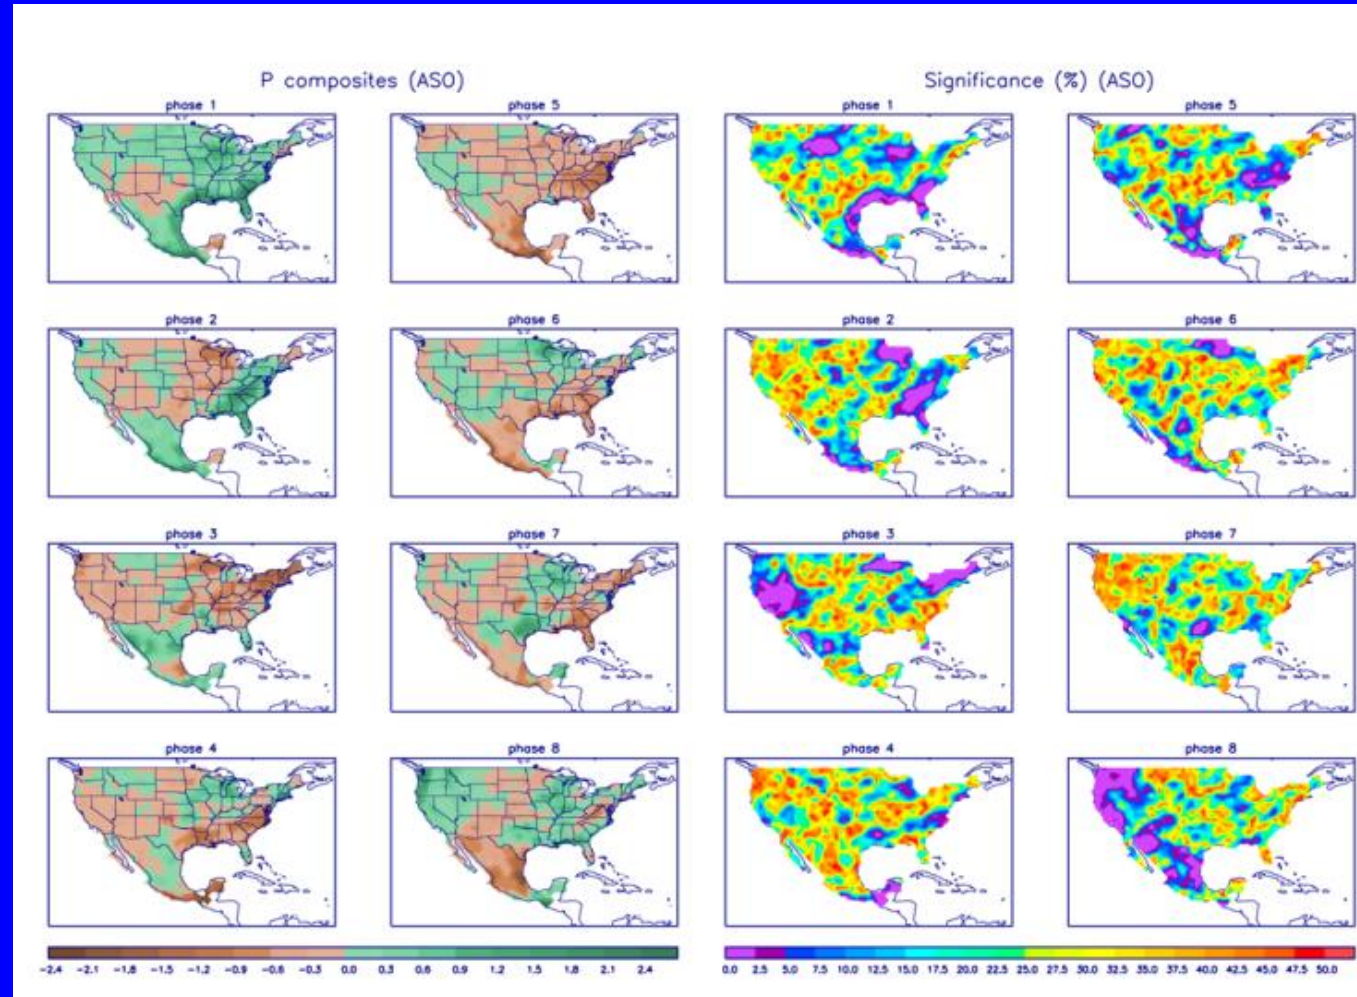 P composites (ASO) Significance (%) (ASO)
phase 1 phase 5 phase 1 phase 5
phase 2 phase 6 phase 2 phase 6
phase 3 phase 7 phase 3 phase 7
phase 4 phase 8 phase 4 phase 8
-2.4 -2.1 -1.8 -1.5 -1.2 -0.9 -0.6 -0.3 0.0 0.3 0.6 0.9 1.2 1.5 1.8 2.1 2.4
0.0 2.5 5.0 7.5 10.0 12.5 15.0 17.5 20.0 22.5 25.0 27.5 30.0 32.5 35.0 37.5 40.0 42.5 45.0 47.5 50.0